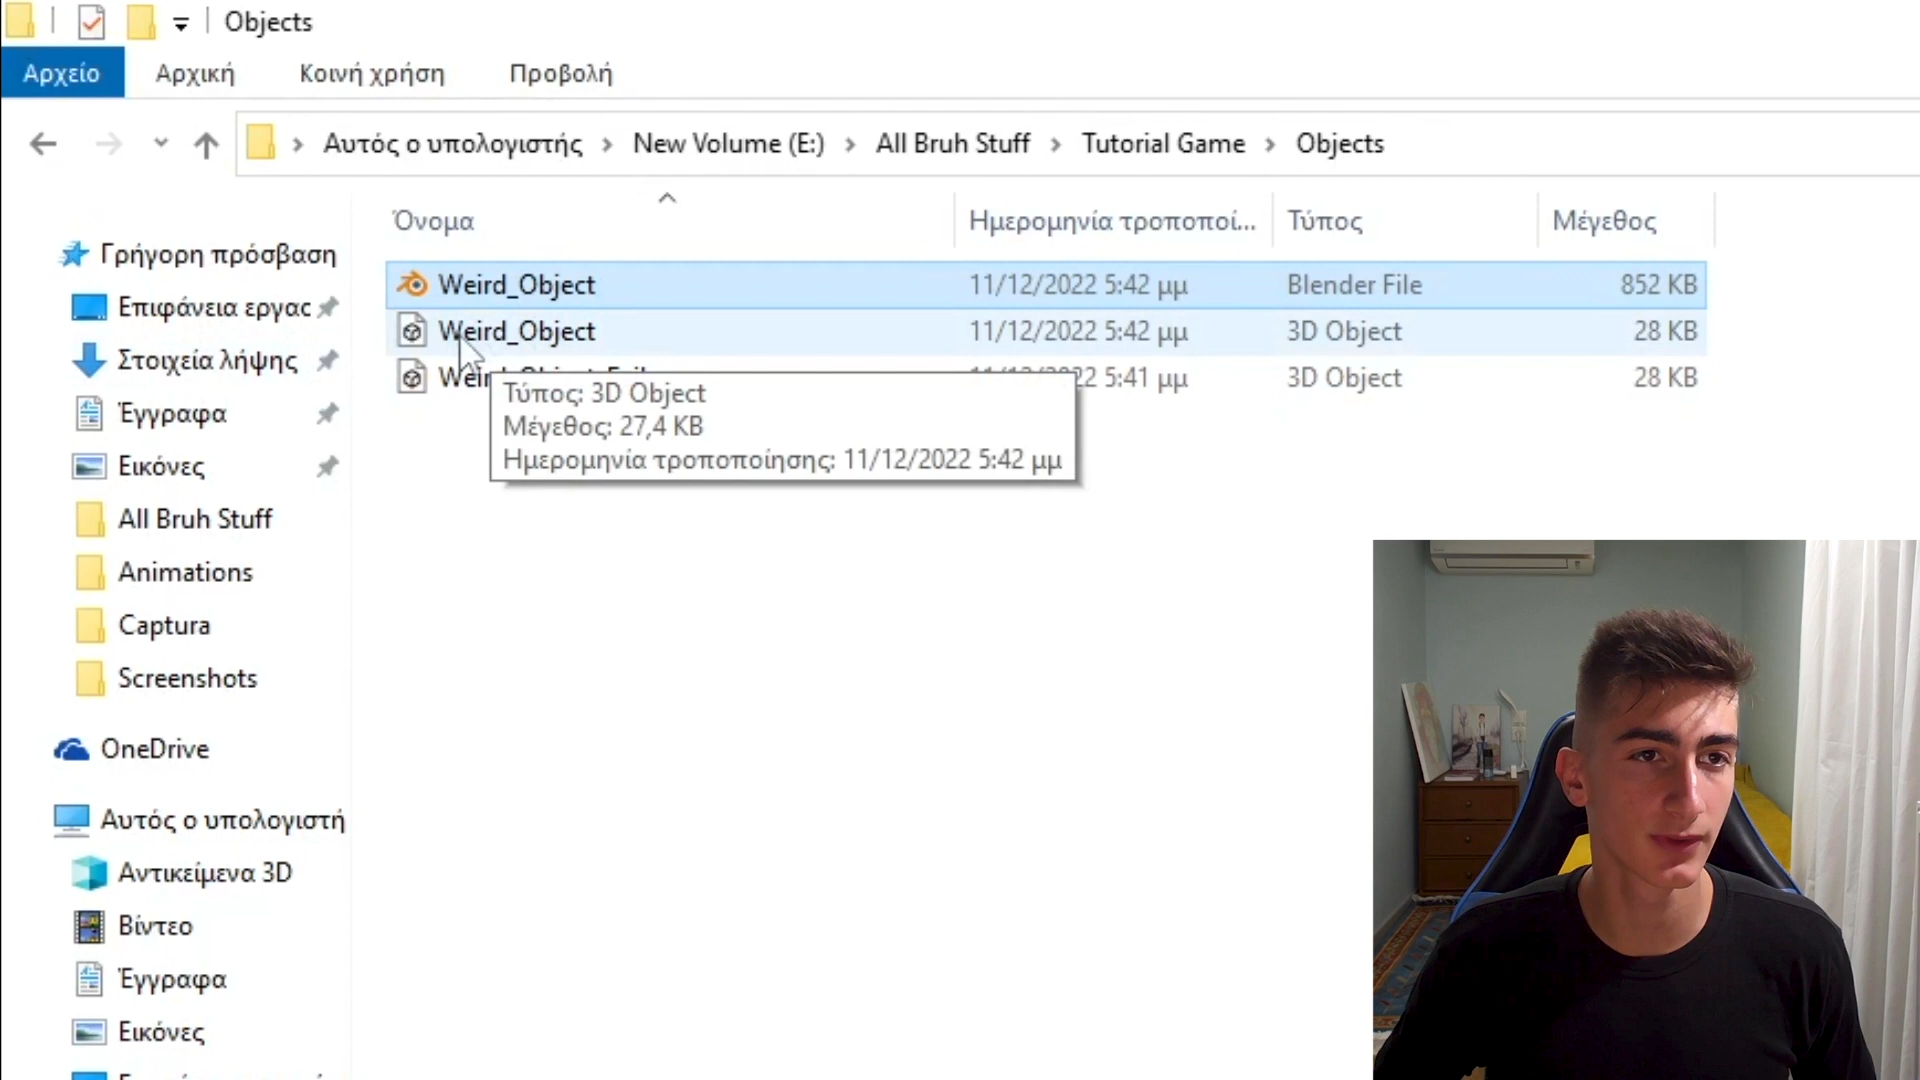 Objects
Αρχείο Αρχική Κοινή χρήση Προβολή
Αυτός ο υπολογιστής New Volume (E:) All Bruh Stuff Tutorial Game Objects
Όνομα Ημερομηνία τροποποί... Τύπος Μέγεθος
Γρήγορη πρόσβαση
Επιφάνεια εργας
Στοιχεία λήψης
Έγγραφα
Εικόνες
All Bruh Stuff
Animations
Captura
Screenshots
OneDrive
Αυτός ο υπολογιστή
Αντικείμενα 3D
Βίντεο
Έγγραφα
Εικόνες
Weird_Object 11/12/2022 5:42 μμ Blender File 852 KB
Weird_Object 11/12/2022 5:42 μμ 3D Object 28 KB
5:41 μμ 3D Object 28 KB
Τύπος: 3D Object
Μέγεθος: 27,4 KB
Ημερομηνία τροποποίησης: 11/12/2022 5:42 μμ